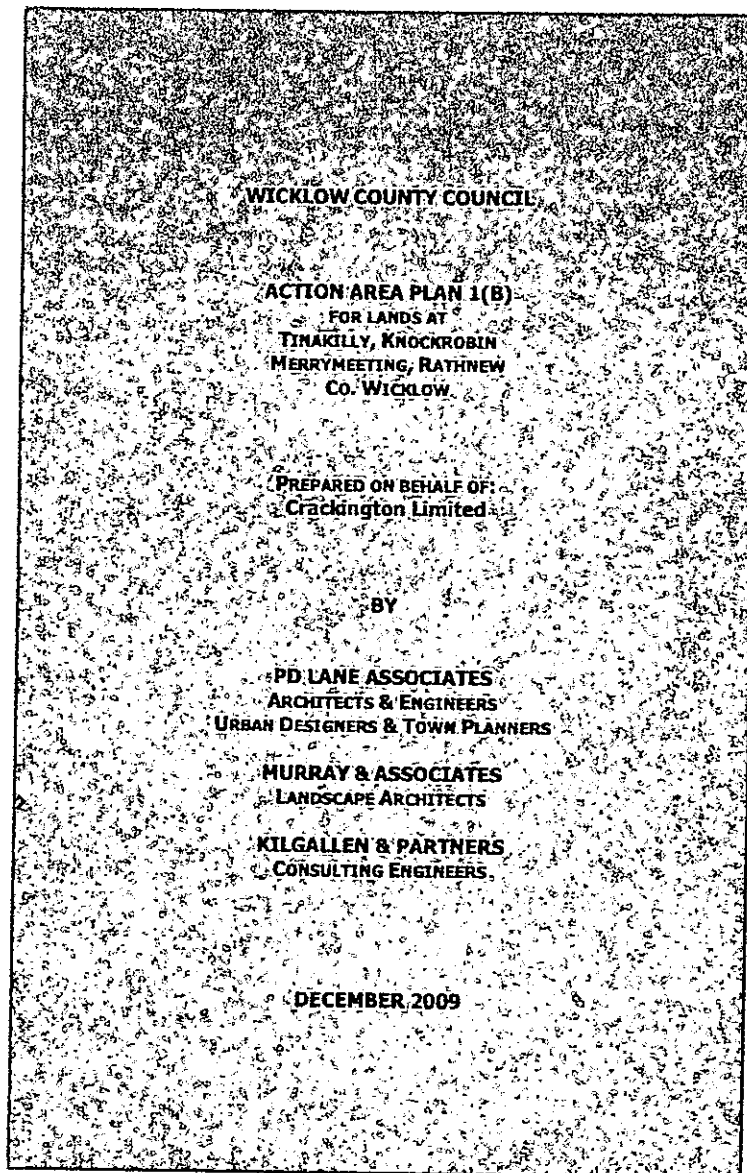 WICKLOW COUNTY COUNCIL
ACTION AREA PLAN 1(B)
FOR LANDS AT
TINAKILLY, KNOCKROBIN
MERRYMEETING, RATHNEW
CO. WICKLOW
PREPARED ON BEHALF OF:
Crackington Limited
BY
PD LANE ASSOCIATES
ARCHITECTS & ENGINEERS
URBAN DESIGNERS & TOWN PLANNERS
MURRAY & ASSOCIATES
LANDSCAPE ARCHITECTS
KILGALLEN & PARTNERS
CONSULTING ENGINEERS
DECEMBER 2009